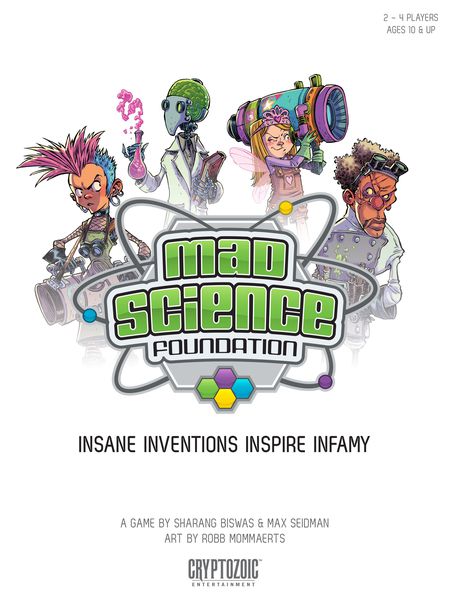 2 - 4 PLAYERS
AGES 10 & UP
MAD
SCIENCE
FOUNDATION
INSANE INVENTIONS INSPIRE INFAMY
A GAME BY SHARANG BISWAS & MAX SEIDMAN
ART BY ROBB MOMMAERTS
CRYPTOZOIC™
ENTERTAINMENT